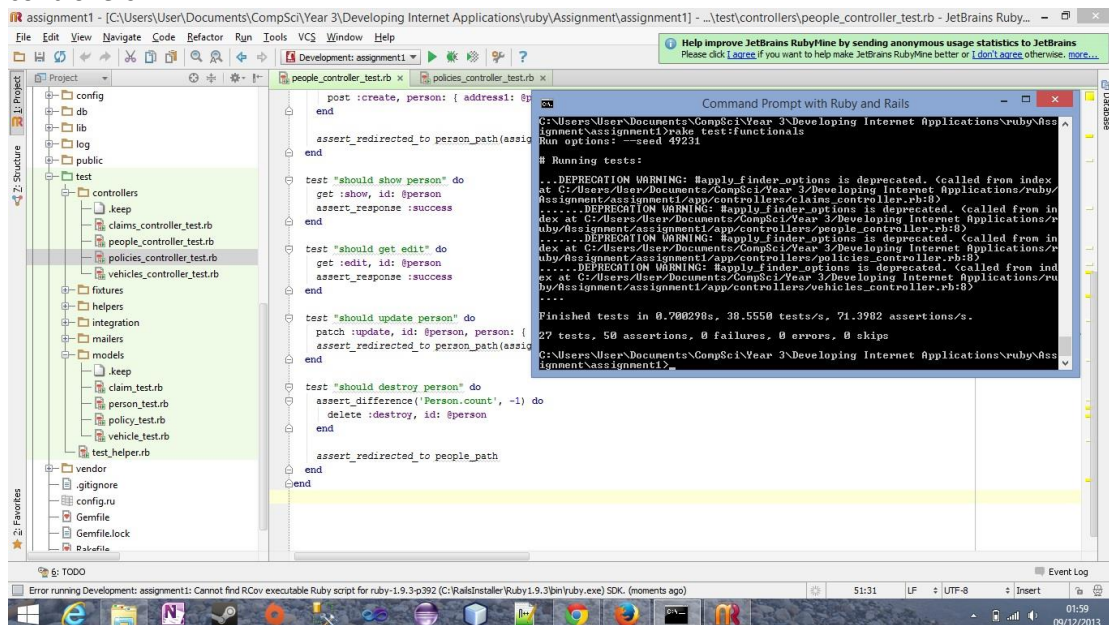 assignment1 - [C:\Users\User\Documents\CompSci\Year 3\Developing Internet Applications\ruby\Assignment\assignment1] - ...\test\controllers\people_controller_test.rb - JetBrains Ruby...
File Edit View Navigate Code Refactor Run Tools VCS Window Help
Help improve JetBrains RubyMine by sending anonymous usage statistics to JetBrains
Please click I agree if you want to help make JetBrains RubyMine better or I don't agree otherwise. more...
Development: assignment1
Project
people_controller_test.rb
policies_controller_test.rb
1: Project
Z: Structure
2: Favorites
Database
config
db
lib
log
public
test
controllers
.keep
claims_controller_test.rb
people_controller_test.rb
policies_controller_test.rb
vehicles_controller_test.rb
fixtures
helpers
integration
mailers
models
.keep
claim_test.rb
person_test.rb
policy_test.rb
vehicle_test.rb
test_helper.rb
vendor
.gitignore
config.ru
Gemfile
Gemfile.lock
Rakefile
post :create, person: { address1: @p
end
assert_redirected_to person_path(assig
end
test "should show person" do
get :show, id: @person
assert_response :success
end
test "should get edit" do
get :edit, id: @person
assert_response :success
end
test "should update person" do
patch :update, id: @person, person: {
assert_redirected_to person_path(assig
end
test "should destroy person" do
assert_difference('Person.count', -1) do
delete :destroy, id: @person
end
assert_redirected_to people_path
end
end
Command Prompt with Ruby and Rails
C:\Users\User\Documents\CompSci\Year 3\Developing Internet Applications\ruby\Ass
ignment\assignment1>rake test:functionals
Run options: --seed 49231
# Running tests:
...DEPRECATION WARNING: #apply_finder_options is deprecated. (called from index
at C:/Users/User/Documents/CompSci/Year 3/Developing Internet Applications/ruby/
Assignment/assignment1/app/controllers/claims_controller.rb:8)
.......DEPRECATION WARNING: #apply_finder_options is deprecated. (called from in
dex at C:/Users/User/Documents/CompSci/Year 3/Developing Internet Applications/r
uby/Assignment/assignment1/app/controllers/people_controller.rb:8)
.......DEPRECATION WARNING: #apply_finder_options is deprecated. (called from in
dex at C:/Users/User/Documents/CompSci/Year 3/Developing Internet Applications/r
uby/Assignment/assignment1/app/controllers/policies_controller.rb:8)
......DEPRECATION WARNING: #apply_finder_options is deprecated. (called from ind
ex at C:/Users/User/Documents/CompSci/Year 3/Developing Internet Applications/ru
by/Assignment/assignment1/app/controllers/vehicles_controller.rb:8)
....
Finished tests in 0.700298s, 38.5550 tests/s, 71.3982 assertions/s.
27 tests, 50 assertions, 0 failures, 0 errors, 0 skips
C:\Users\User\Documents\CompSci\Year 3\Developing Internet Applications\ruby\Ass
ignment\assignment1>_
6: TODO
Event Log
Error running Development: assignment1: Cannot find RCov executable Ruby script for ruby-1.9.3-p392 (C:\RailsInstaller\Ruby1.9.3\bin\ruby.exe) SDK. (moments ago)
51:31
LF
UTF-8
Insert
01:59
09/12/2013